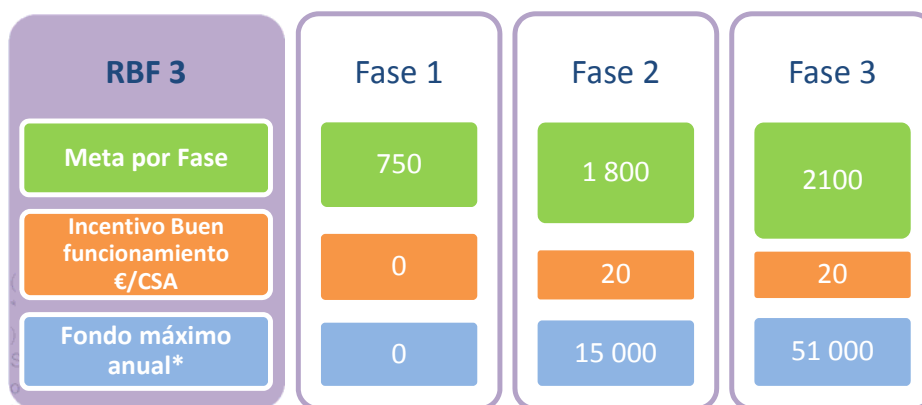 RBF 3
Fase 1
Fase 2
Fase 3
Meta por Fase
750
1 800
2100
Incentivo Buen
funcionamiento
€/CSA
0
20
20
Fondo máximo
anual*
0
15 000
51 000